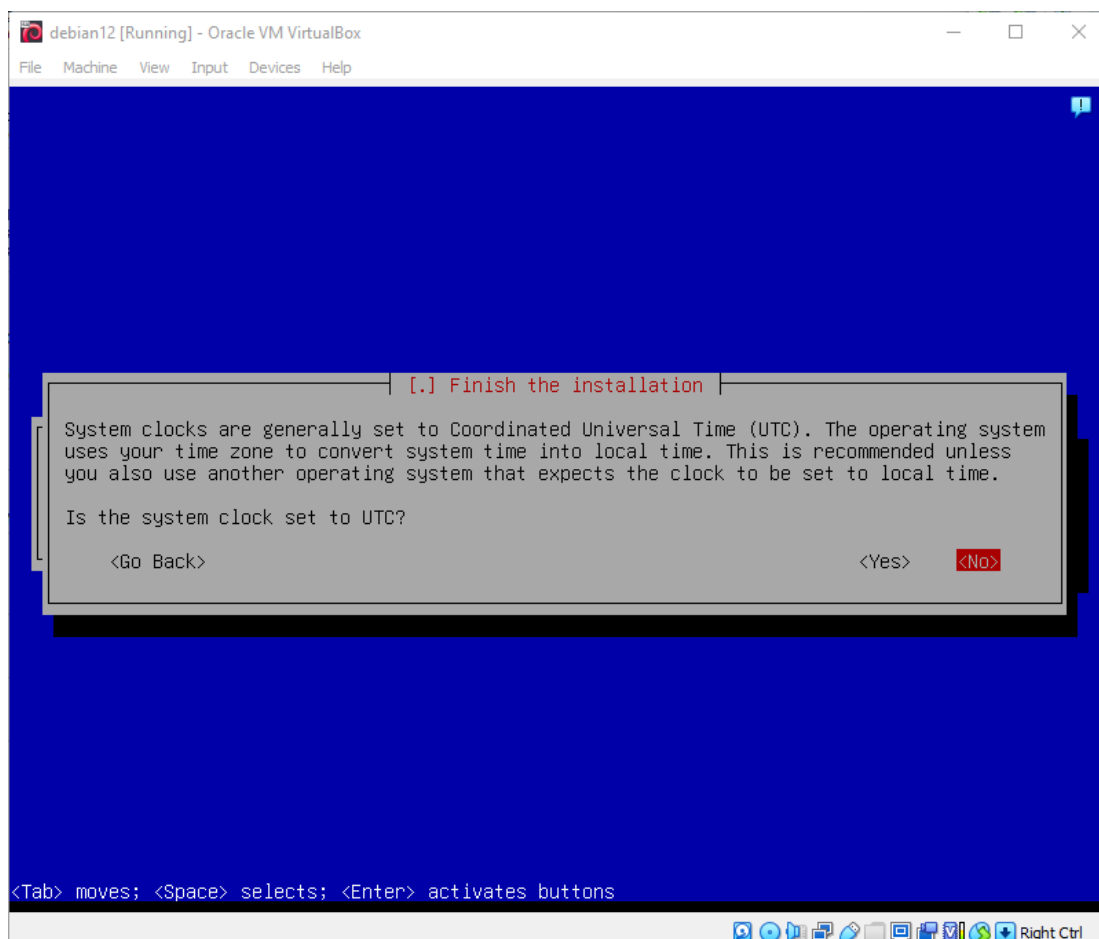 debian12 [Running] - Oracle VM VirtualBox
File Machine View Input Devices Help
[.] Finish the installation
System clocks are generally set to Coordinated Universal Time (UTC). The operating system
uses your time zone to convert system time into local time. This is recommended unless
you also use another operating system that expects the clock to be set to local time.
Is the system clock set to UTC?
<Go Back> <Yes> <No>
<Tab> moves; <Space> selects; <Enter> activates buttons
Right Ctrl